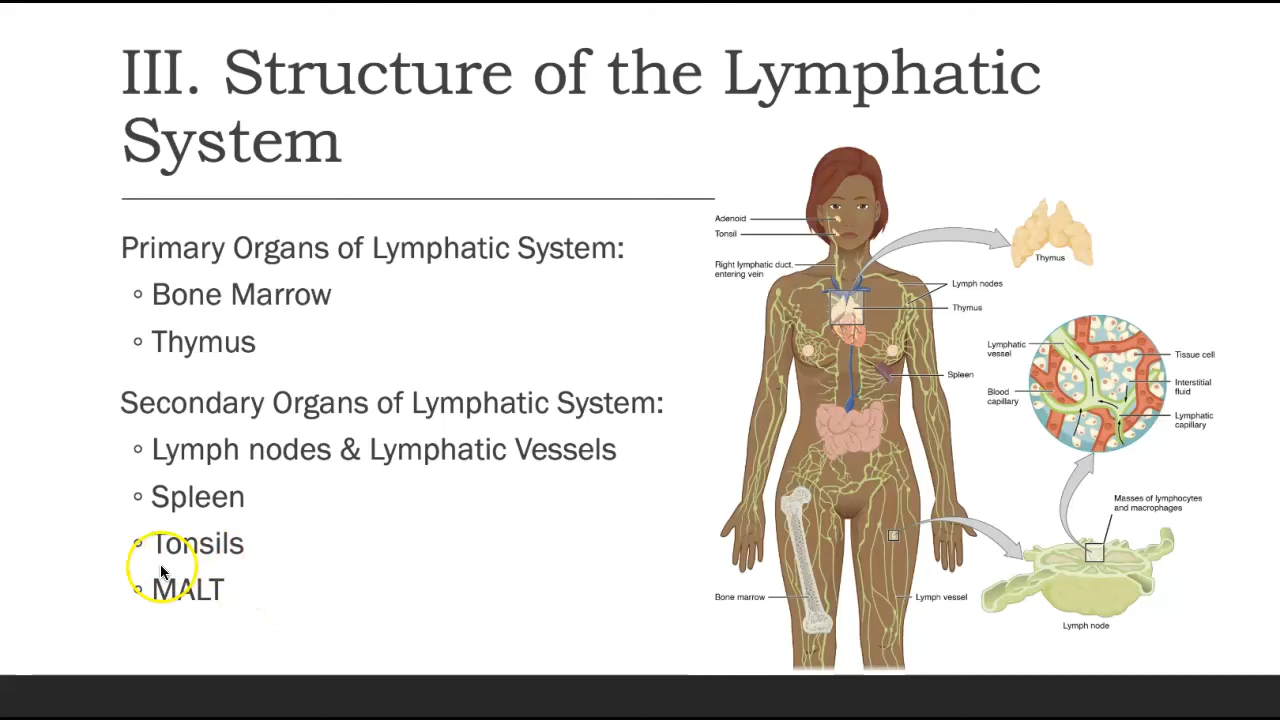 III. Structure of the Lymphatic
System
Primary Organs of Lymphatic System:
◦ Bone Marrow
◦ Thymus
Secondary Organs of Lymphatic System:
◦ Lymph nodes & Lymphatic Vessels
◦ Spleen
◦ Tonsils
◦ MALT
Adenoid
Tonsil
Right lymphatic duct,
entering vein
Lymph nodes
Thymus
Spleen
Bone marrow
Lymph vessel
Thymus
Lymphatic
vessel
Blood
capillary
Tissue cell
Interstitial
fluid
Lymphatic
capillary
Masses of lymphocytes
and macrophages
Lymph node